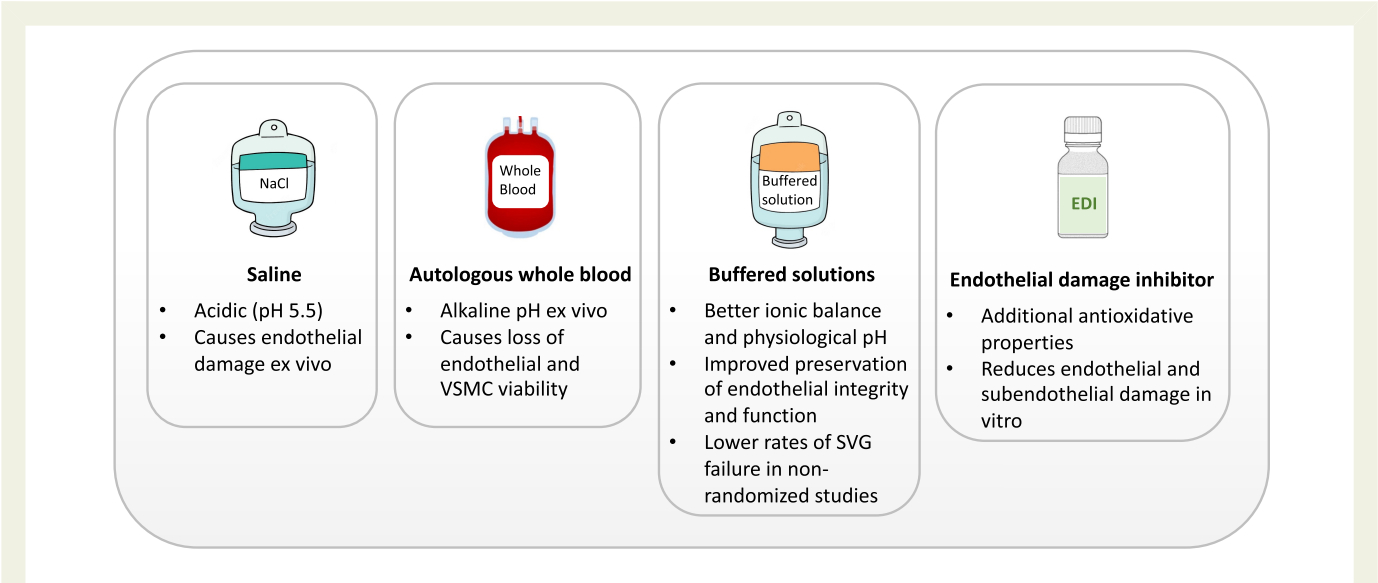 NaCl
Saline
• Acidic (pH 5.5)
• Causes endothelial
damage ex vivo
Whole
Blood
Autologous whole blood
• Alkaline pH ex vivo
• Causes loss of
endothelial and
VSMC viability
Buffered
solution
Buffered solutions
• Better ionic balance
and physiological pH
• Improved preservation
of endothelial integrity
and function
• Lower rates of SVG
failure in non-
randomized studies
EDI
Endothelial damage inhibitor
• Additional antioxidative
properties
• Reduces endothelial and
subendothelial damage in
vitro